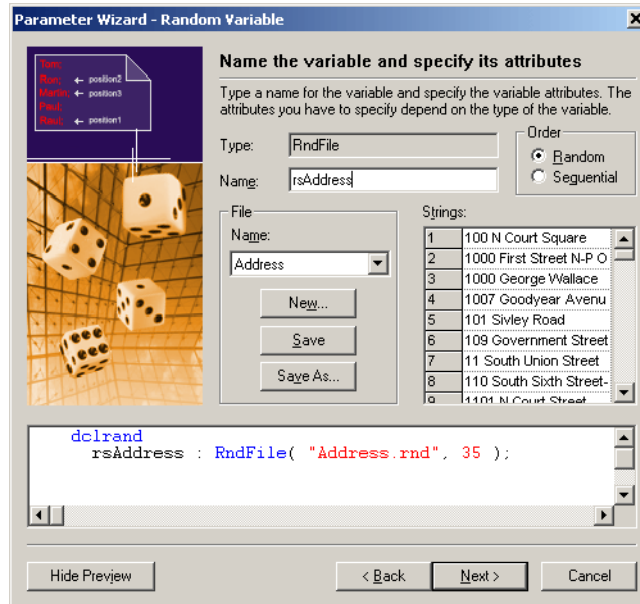 Parameter Wizard - Random Variable
Tom;
Ron; ← position2
Martin; ← position3
Paul;
Raul; ← position1
Name the variable and specify its attributes
Type a name for the variable and specify the variable attributes. The
attributes you have to specify depend on the type of the variable.
Type: RndFile
Name: rsAddress
Order
Random
Sequential
File
Name:
Address
New...
Save
Save As...
Strings:
1 100 N Court Square
2 1000 First Street N-P O
3 1000 George Wallace
4 1007 Goodyear Avenu
5 101 Sivley Road
6 109 Government Street
7 11 South Union Street
8 110 South Sixth Street-
9 1101 N Court Street
dclrand
rsAddress : RndFile( "Address.rnd", 35 );
Hide Preview
< Back
Next >
Cancel